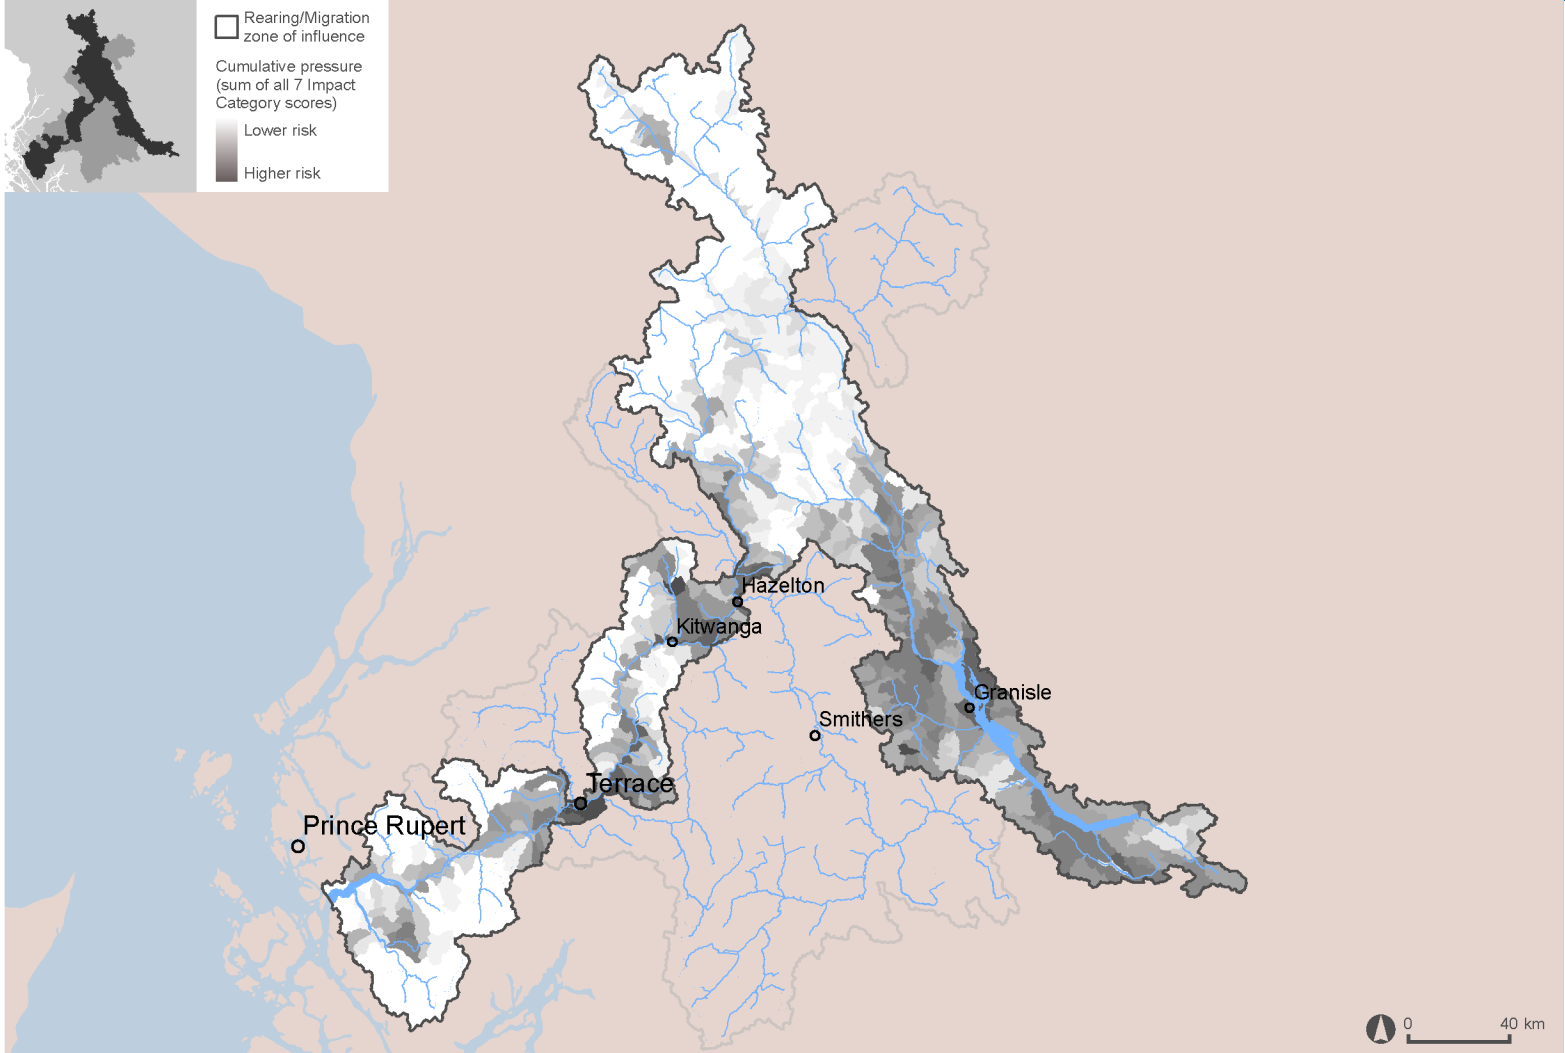 Rearing/Migration
zone of influence
Cumulative pressure
(sum of all 7 Impact
Category scores)
Lower risk
Higher risk
Hazelton
Kitwanga
Granisle
Smithers
Terrace
Prince Rupert
0 40 km